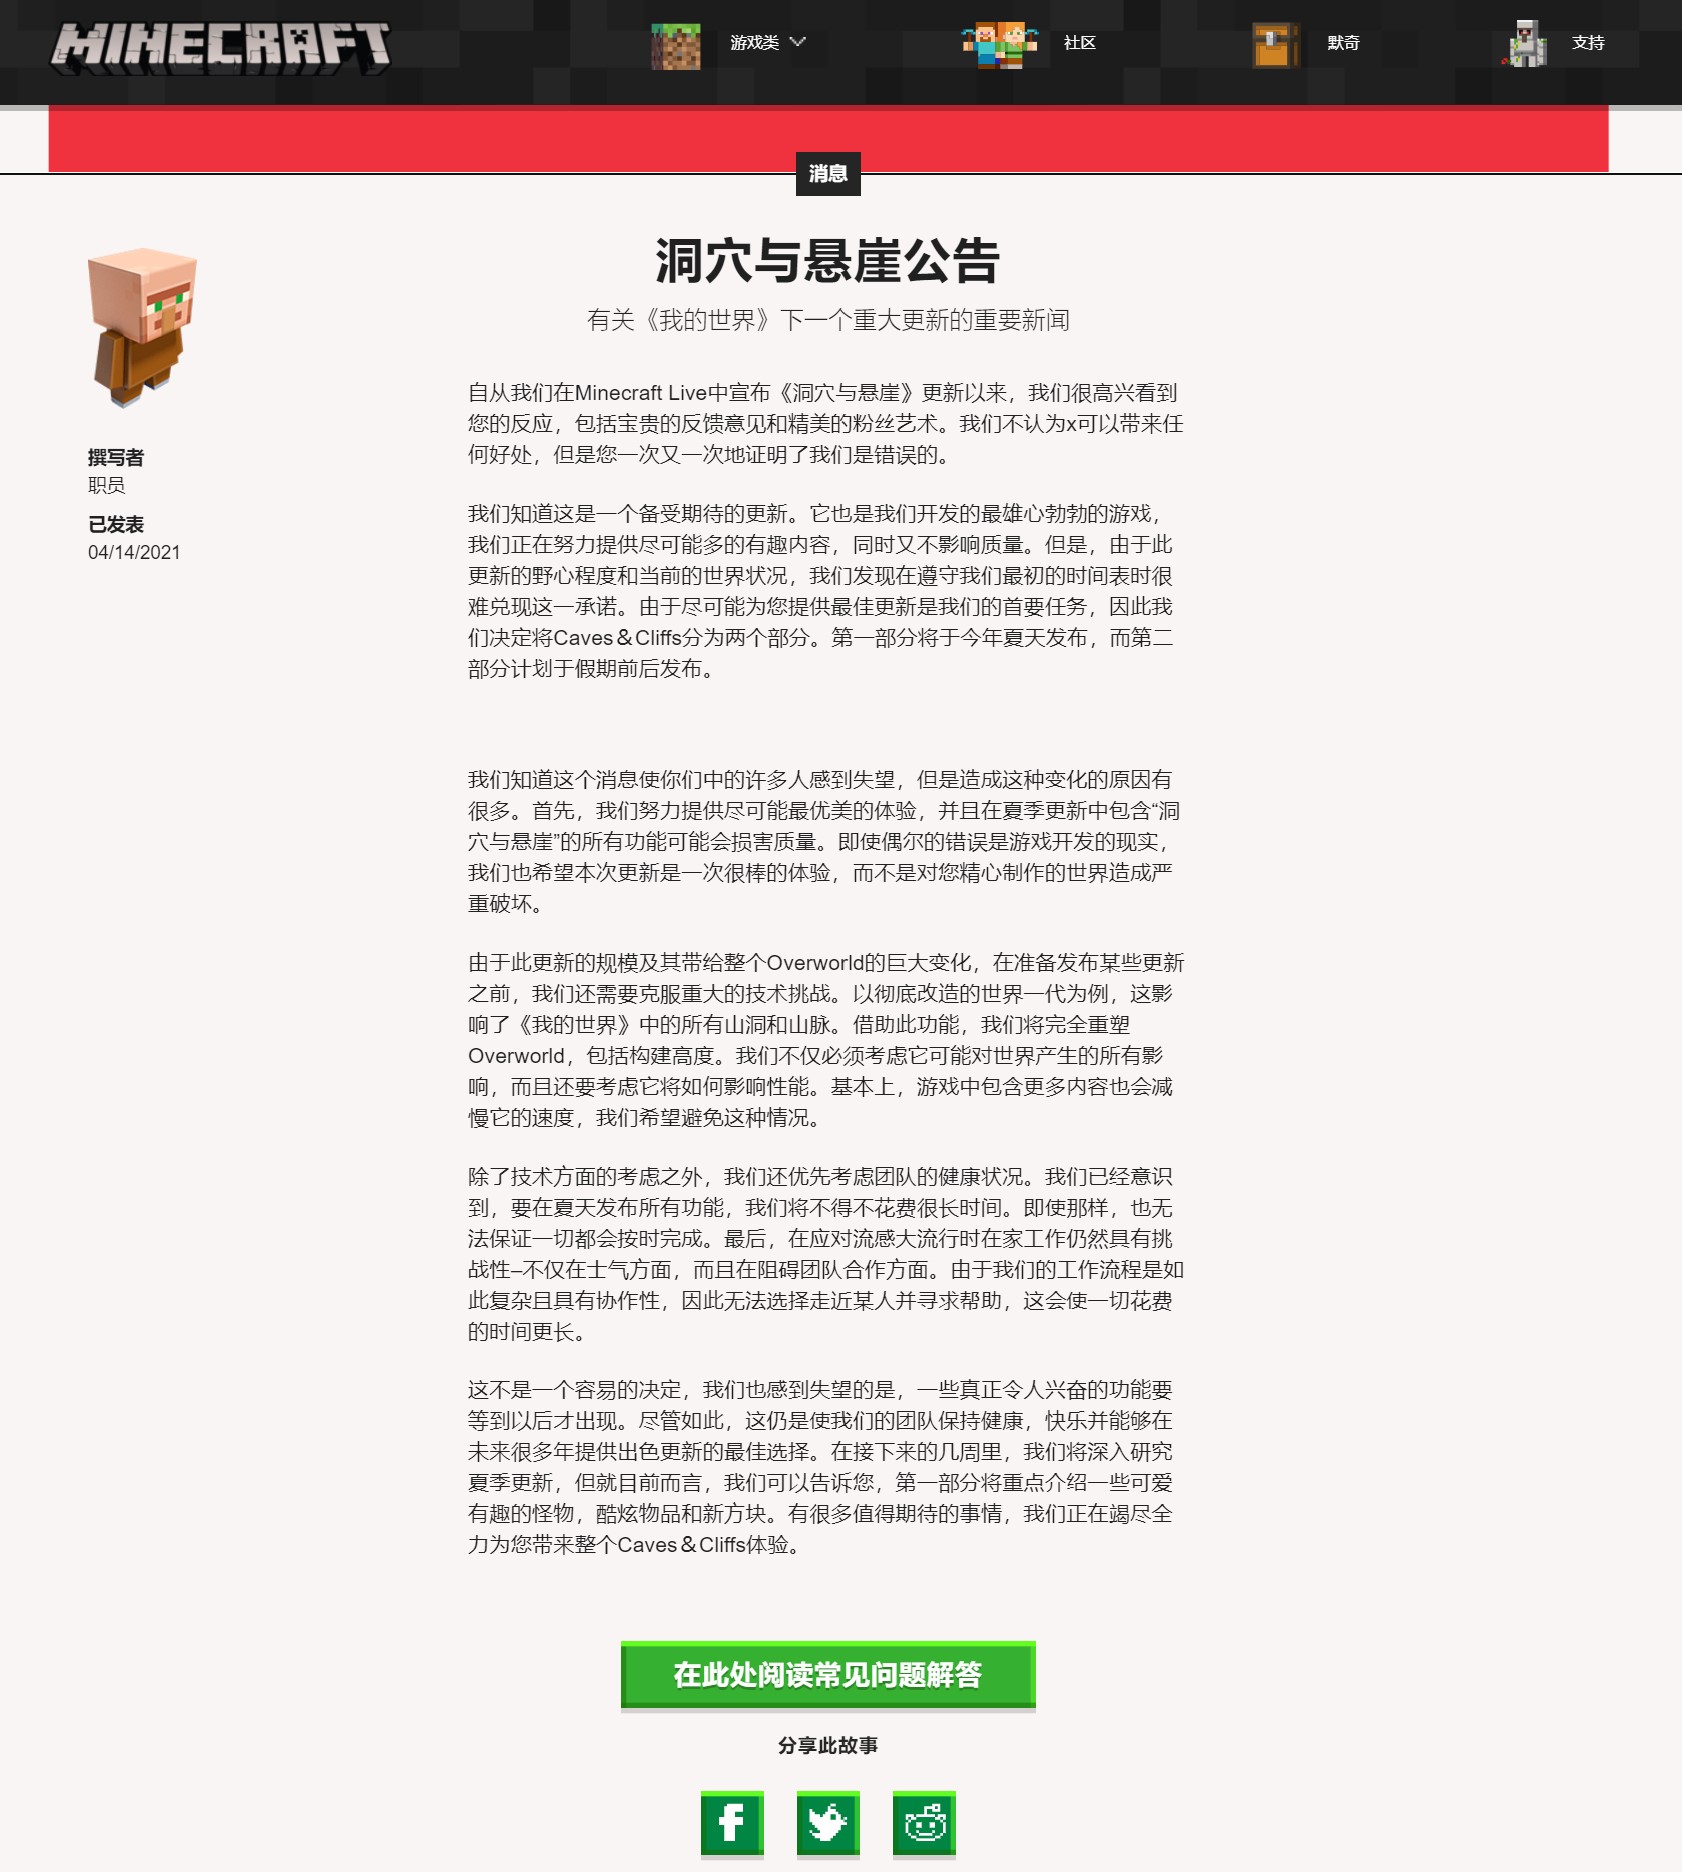 MINECRAFT
游戏类
社区
默奇
支持
消息
洞穴与悬崖公告
有关《我的世界》下一个重大更新的重要新闻
撰写者
职员
已发表
04/14/2021
自从我们在Minecraft Live中宣布《洞穴与悬崖》更新以来，我们很高兴看到
您的反应，包括宝贵的反馈意见和精美的粉丝艺术。我们不认为x可以带来任
何好处，但是您一次又一次地证明了我们是错误的。
我们知道这是一个备受期待的更新。它也是我们开发的最雄心勃勃的游戏，
我们正在努力提供尽可能多的有趣内容，同时又不影响质量。但是，由于此
更新的野心程度和当前的世界状况，我们发现在遵守我们最初的时间表时很
难兑现这一承诺。由于尽可能为您提供最佳更新是我们的首要任务，因此我
们决定将Caves＆Cliffs分为两个部分。第一部分将于今年夏天发布，而第二
部分计划于假期前后发布。
我们知道这个消息使你们中的许多人感到失望，但是造成这种变化的原因有
很多。首先，我们努力提供尽可能最优美的体验，并且在夏季更新中包含“洞
穴与悬崖”的所有功能可能会损害质量。即使偶尔的错误是游戏开发的现实，
我们也希望本次更新是一次很棒的体验，而不是对您精心制作的世界造成严
重破坏。
由于此更新的规模及其带给整个Overworld的巨大变化，在准备发布某些更新
之前，我们还需要克服重大的技术挑战。以彻底改造的世界一代为例，这影
响了《我的世界》中的所有山洞和山脉。借助此功能，我们将完全重塑
Overworld，包括构建高度。我们不仅必须考虑它可能对世界产生的所有影
响，而且还要考虑它将如何影响性能。基本上，游戏中包含更多内容也会减
慢它的速度，我们希望避免这种情况。
除了技术方面的考虑之外，我们还优先考虑团队的健康状况。我们已经意识
到，要在夏天发布所有功能，我们将不得不花费很长时间。即使那样，也无
法保证一切都会按时完成。最后，在应对流感大流行时在家工作仍然具有挑
战性–不仅在士气方面，而且在阻碍团队合作方面。由于我们的工作流程是如
此复杂且具有协作性，因此无法选择走近某人并寻求帮助，这会使一切花费
的时间更长。
这不是一个容易的决定，我们也感到失望的是，一些真正令人兴奋的功能要
等到以后才出现。尽管如此，这仍是使我们的团队保持健康，快乐并能够在
未来很多年提供出色更新的最佳选择。在接下来的几周里，我们将深入研究
夏季更新，但就目前而言，我们可以告诉您，第一部分将重点介绍一些可爱
有趣的怪物，酷炫物品和新方块。有很多值得期待的事情，我们正在竭尽全
力为您带来整个Caves＆Cliffs体验。
在此处阅读常见问题解答
分享此故事